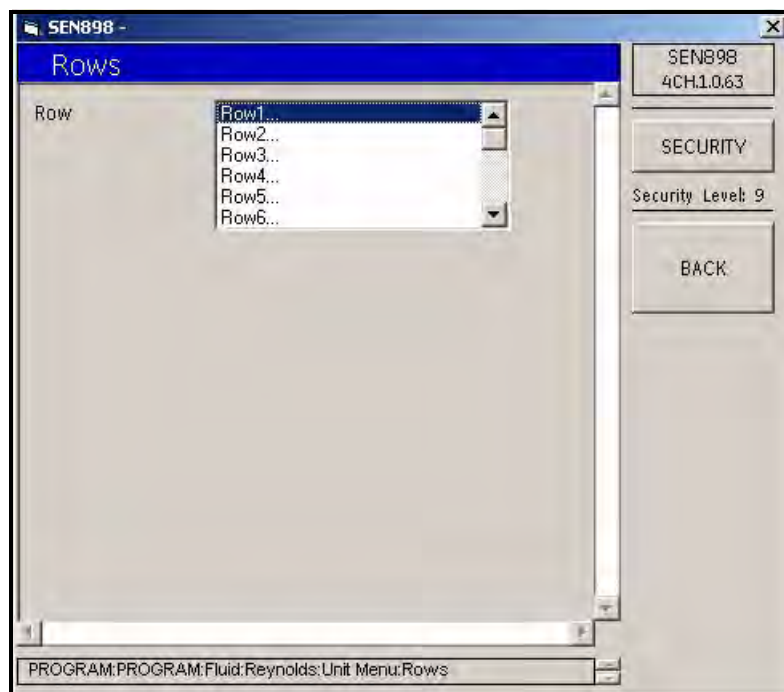 SEN898 -
Rows
Row
Row1...
Row2...
Row3...
Row4...
Row5...
Row6...
SEN898
4CH.1.0.63
SECURITY
Security Level: 9
BACK
PROGRAM:PROGRAM:Fluid:Reynolds:Unit Menu:Rows